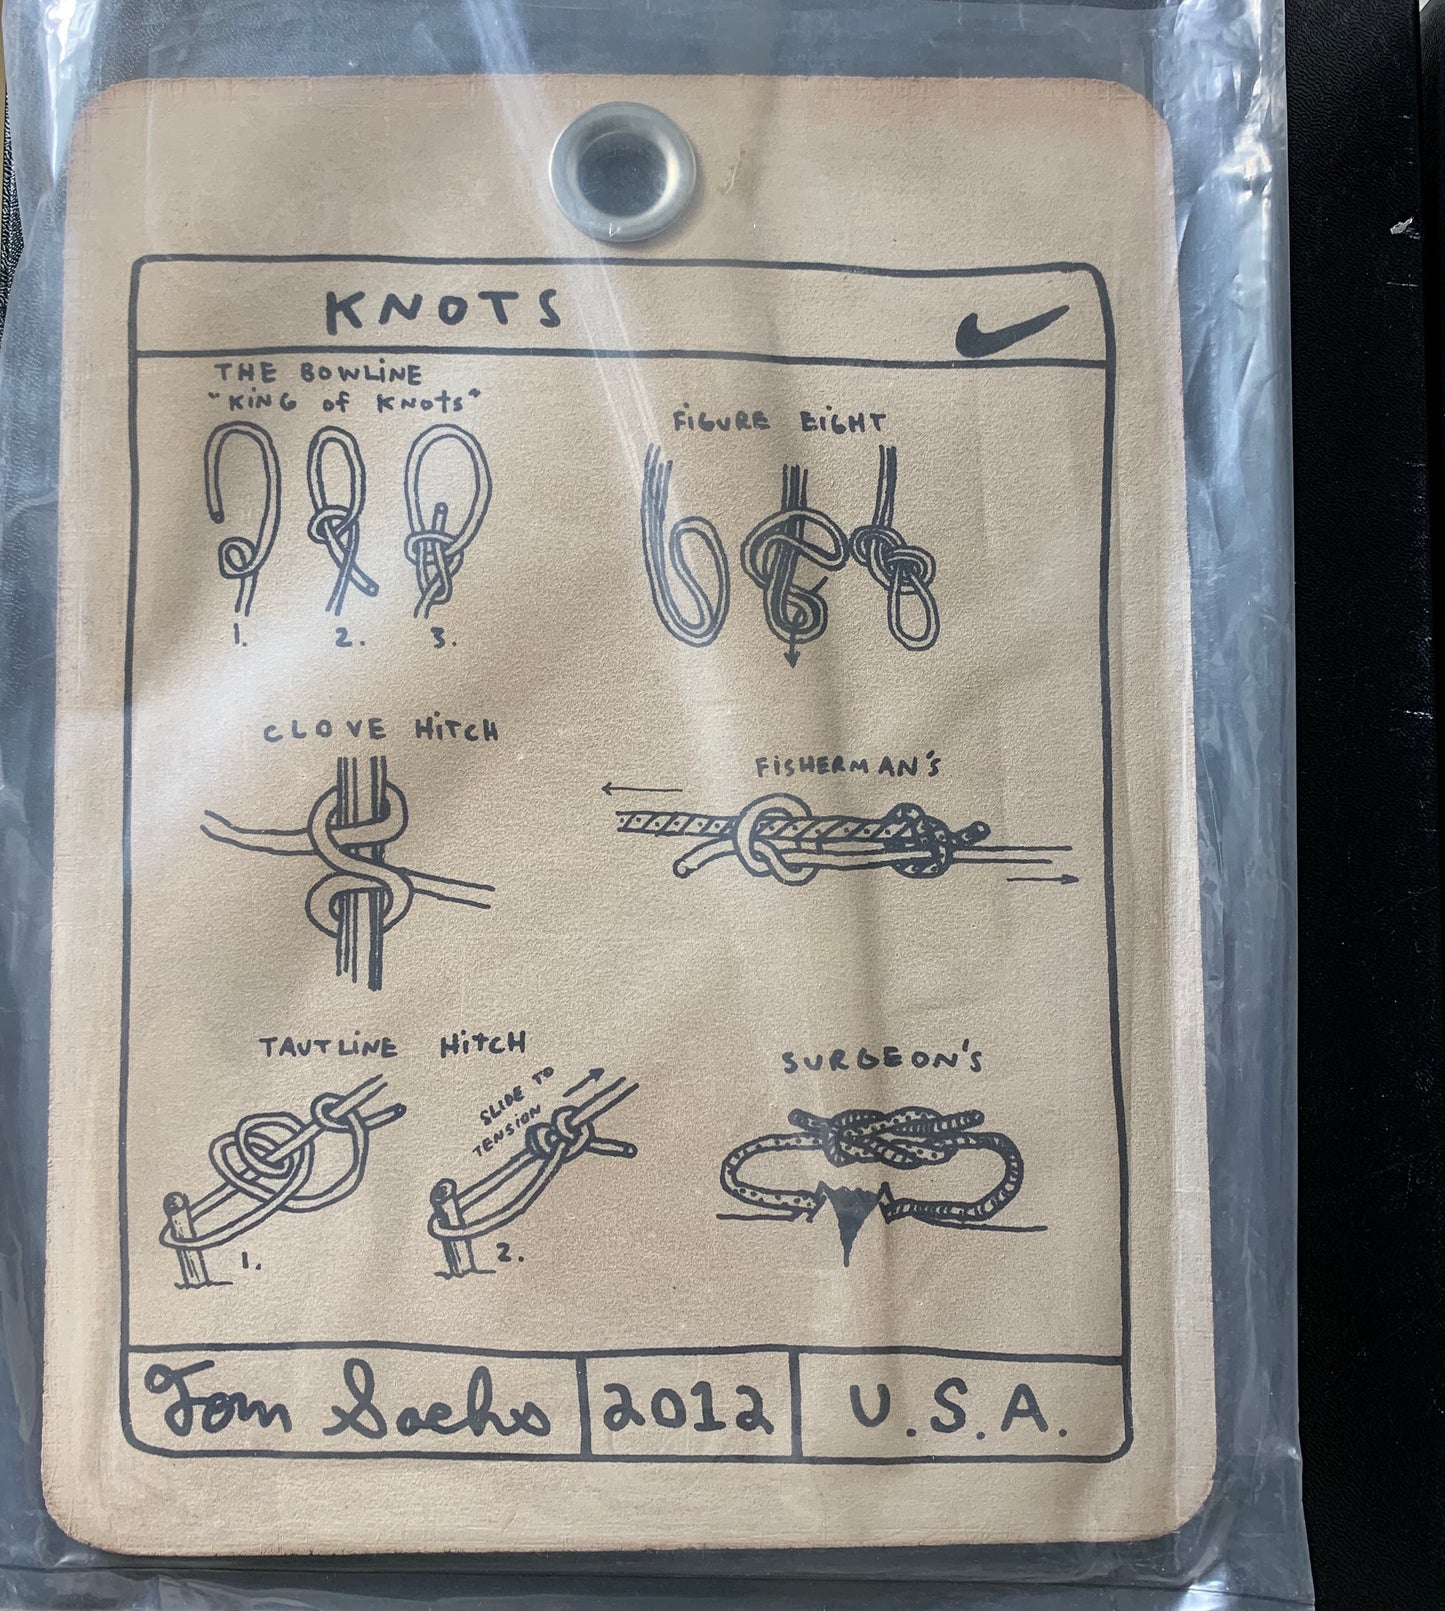 KNOTS
THE BOWLiNE
"KiNG of KNots"
1. 2. 3.
FiGURE EiGHT
CLOVE HiTCH
FiSHERMAN'S
TAUTLiNE HitCH
SLIDE TO
TENSION
1. 2.
SURGEON'S
Tom Sachs 2012 U.S.A.